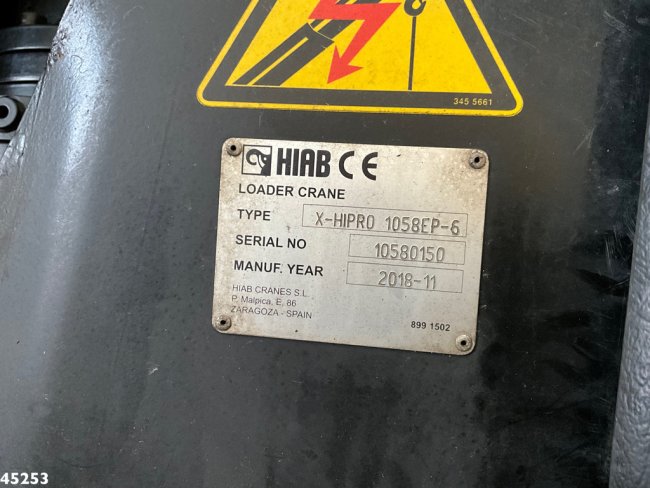 345 5661
HIAB CE
LOADER CRANE
TYPE X-HIPRO 1058EP-6
SERIAL NO 10580150
MANUF. YEAR 2018-11
HIAB CRANES S.L.
P. Malpica, E, 86
ZARAGOZA - SPAIN
899 1502
45253